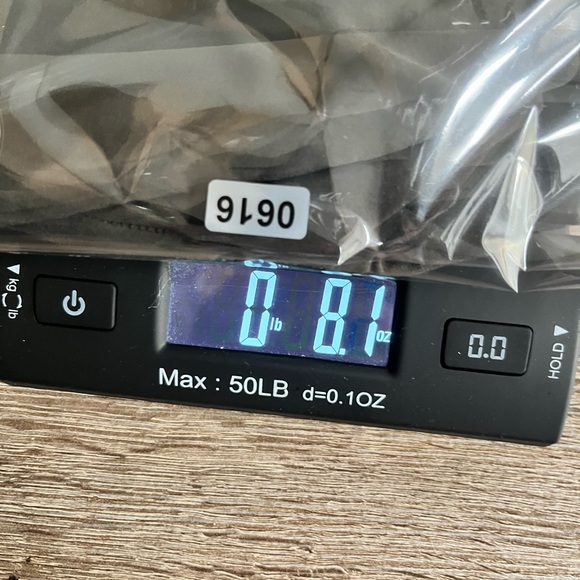 0616
0 lb 8.1 oz
kg lb
0.0
HOLD
Max : 50LB d=0.1OZ